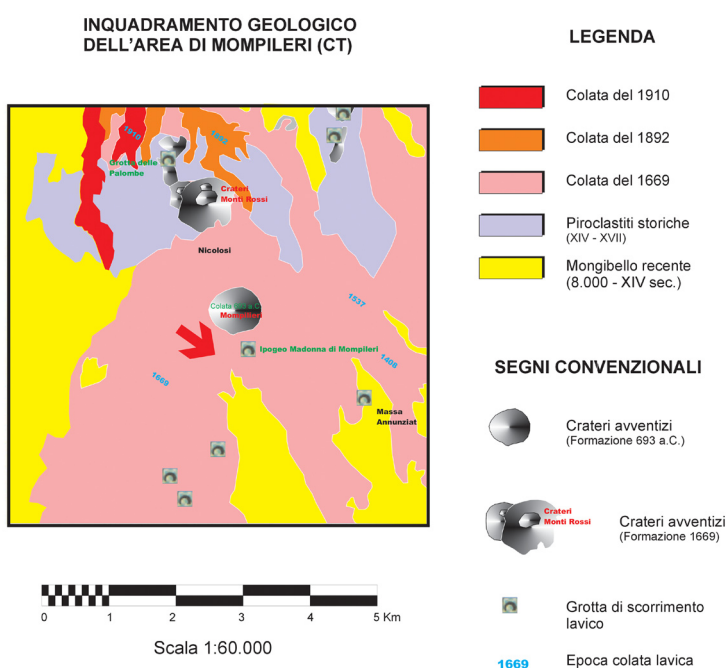 INQUADRAMENTO GEOLOGICO
DELL'AREA DI MOMPILERI (CT)
1910
1892
Grotta delle
Palombe
Crateri
Monti Rossi
Nicolosi
1537
Colata 693 a.C.
Mompileri
Ipogeo Madonna di Mompileri
1408
1669
Massa
Annunziat
0 1 2 3 4 5 Km
Scala 1:60.000
LEGENDA
Colata del 1910
Colata del 1892
Colata del 1669
Piroclastiti storiche
(XIV - XVII)
Mongibello recente
(8.000 - XIV sec.)
SEGNI CONVENZIONALI
Crateri avventizi
(Formazione 693 a.C.)
Crateri
Monti Rossi
Crateri avventizi
(Formazione 1669)
Grotta di scorrimento
lavico
1669
Epoca colata lavica